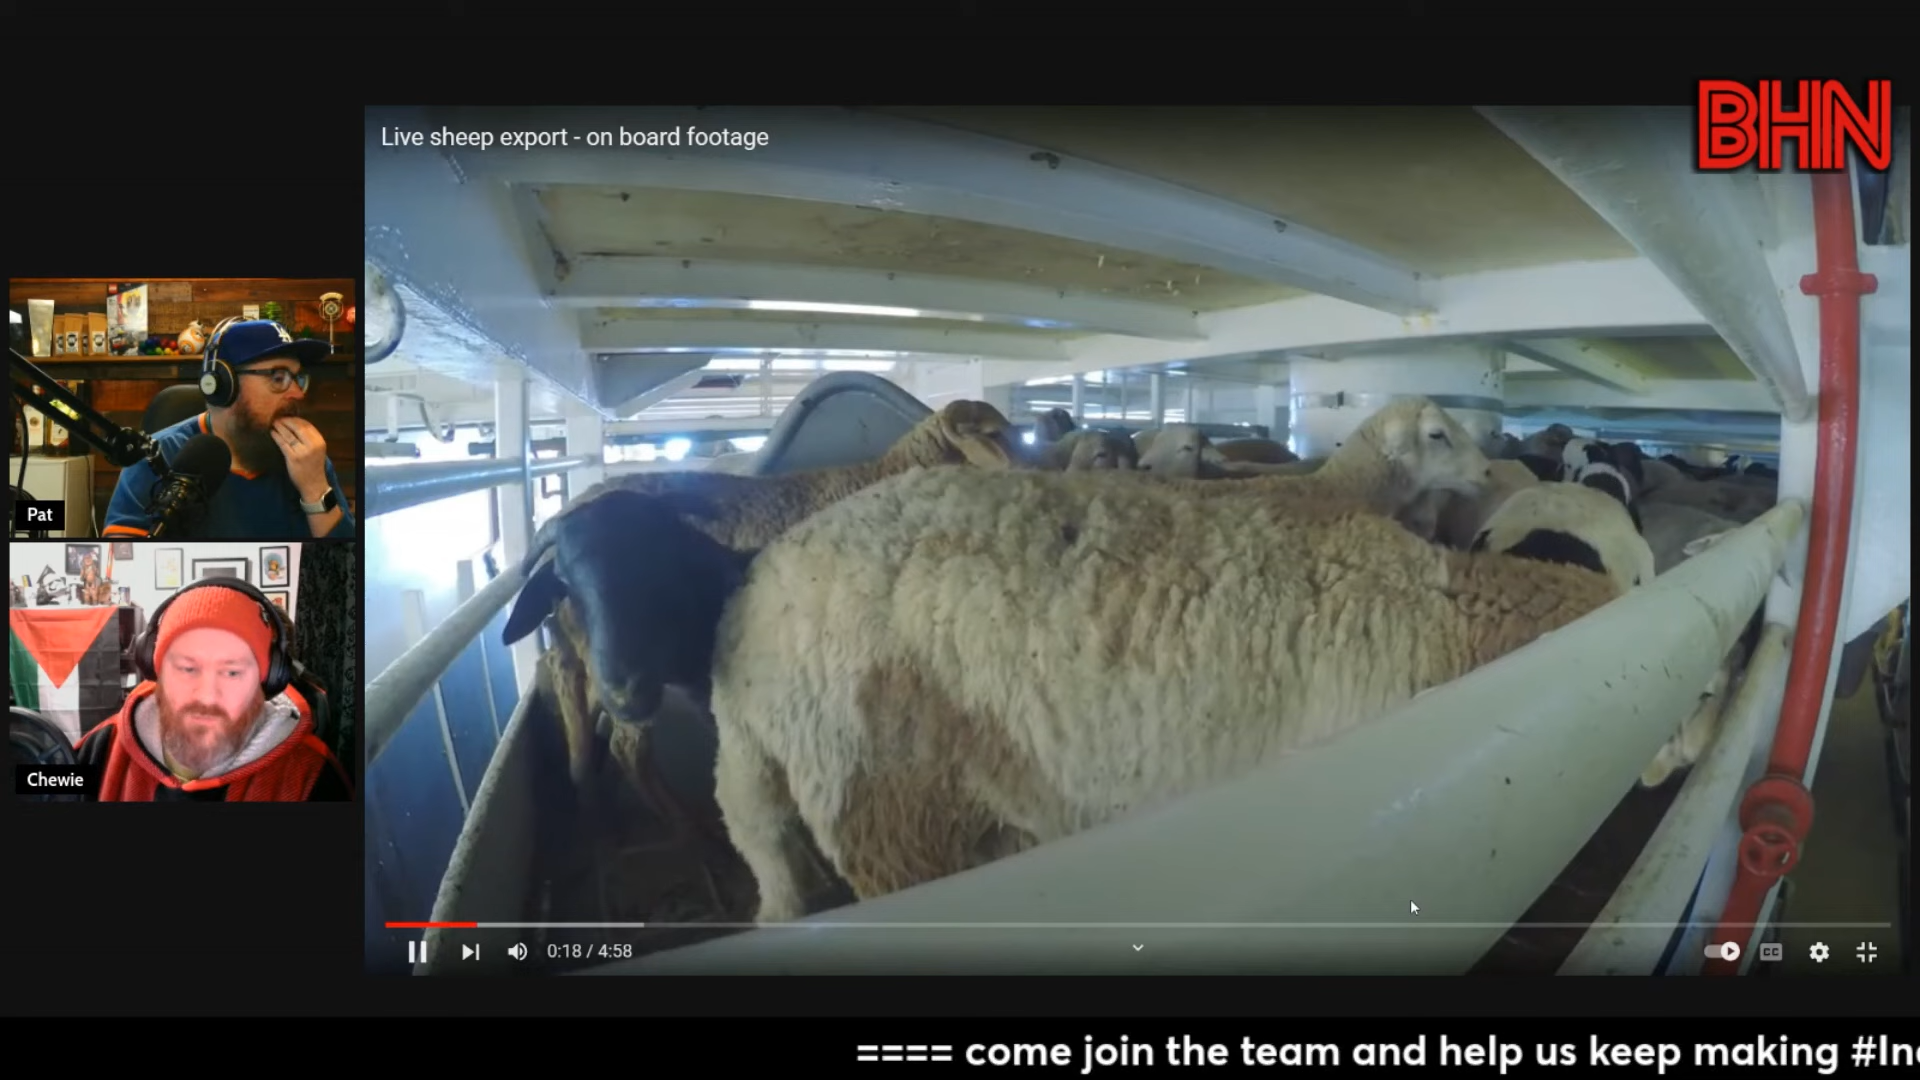 BHN
Live sheep export - on board footage
Pat
Chewie
0:18 / 4:58
CC
==== come join the team and help us keep making